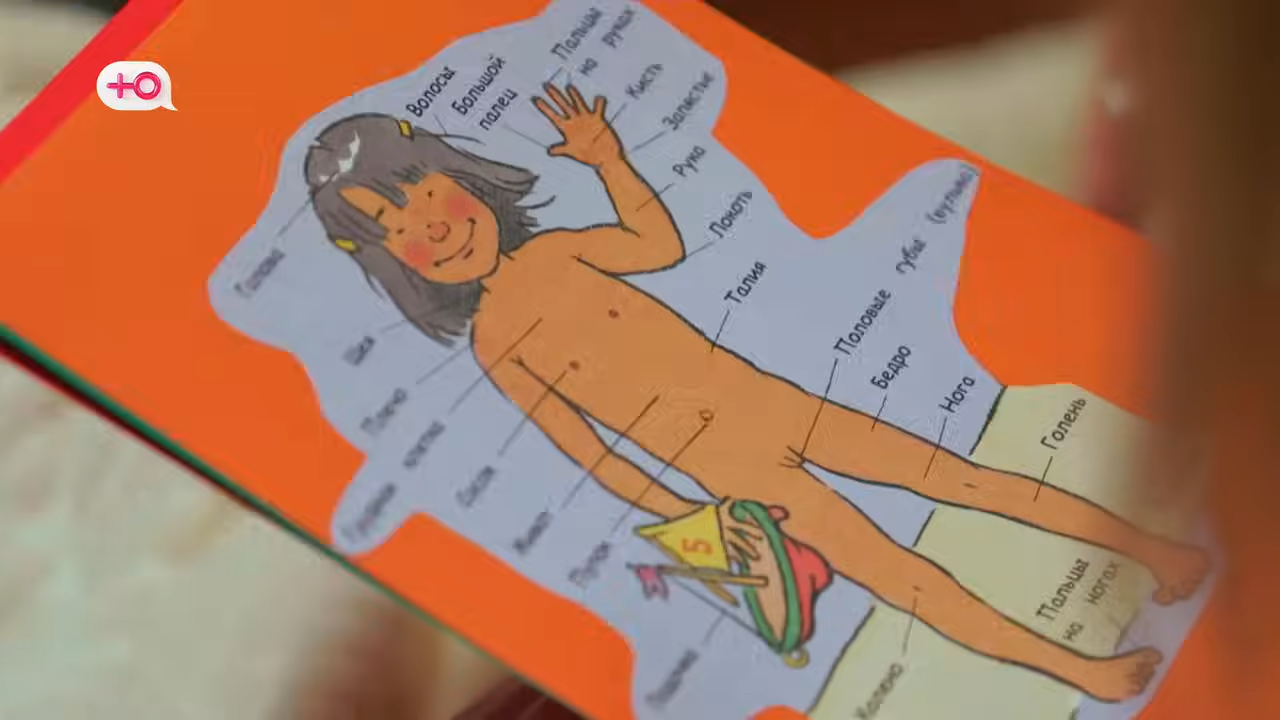 Ю
Волосы
Большой
палец
Пальцы
на руках
Кисть
Запястье
Рука
Локоть
Талия
Половые губы (вульва)
Бедро
Нога
Голень
Пальцы
на ногах
Колено
Голова
Шея
Плечо
Грудная клетка
Сосок
Живот
Пупок
5